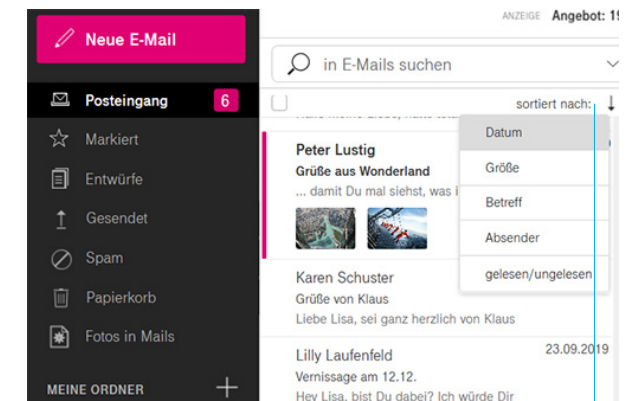 ANZEIGE Angebot: 19
Neue E-Mail
in E-Mails suchen
Posteingang 6
sortiert nach:
Markiert
Datum
Peter Lustig
Grüße aus Wonderland
Größe
... damit Du mal siehst, was i
Entwürfe
Betreff
Gesendet
Absender
Spam
gelesen/ungelesen
Karen Schuster
Papierkorb
Grüße von Klaus
Liebe Lisa, sei ganz herzlich von Klaus
Fotos in Mails
Lilly Laufenfeld 23.09.2019
Vernissage am 12.12.
MEINE ORDNER
Hey Lisa, bist Du dabei? Ich würde Dir